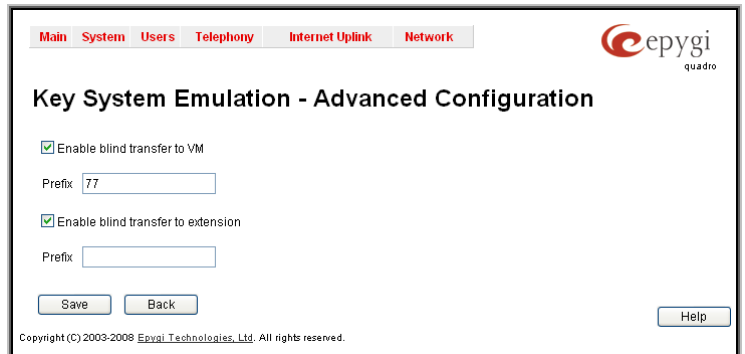 Main System Users Telephony Internet Uplink Network
epygi
quadro
Key System Emulation - Advanced Configuration
Enable blind transfer to VM
Prefix 77
Enable blind transfer to extension
Prefix
Save Back
Help
Copyright (C) 2003-2008 Epygi Technologies, Ltd. All rights reserved.